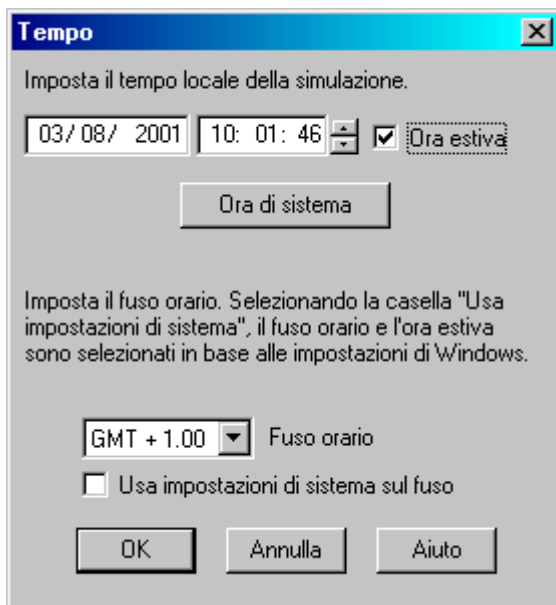 Tempo
Imposta il tempo locale della simulazione.
03/08/ 2001 10: 01: 46 Ora estiva
Ora di sistema
Imposta il fuso orario. Selezionando la casella "Usa
impostazioni di sistema", il fuso orario e l'ora estiva
sono selezionati in base alle impostazioni di Windows.
GMT + 1.00 Fuso orario
Usa impostazioni di sistema sul fuso
OK Annulla Aiuto